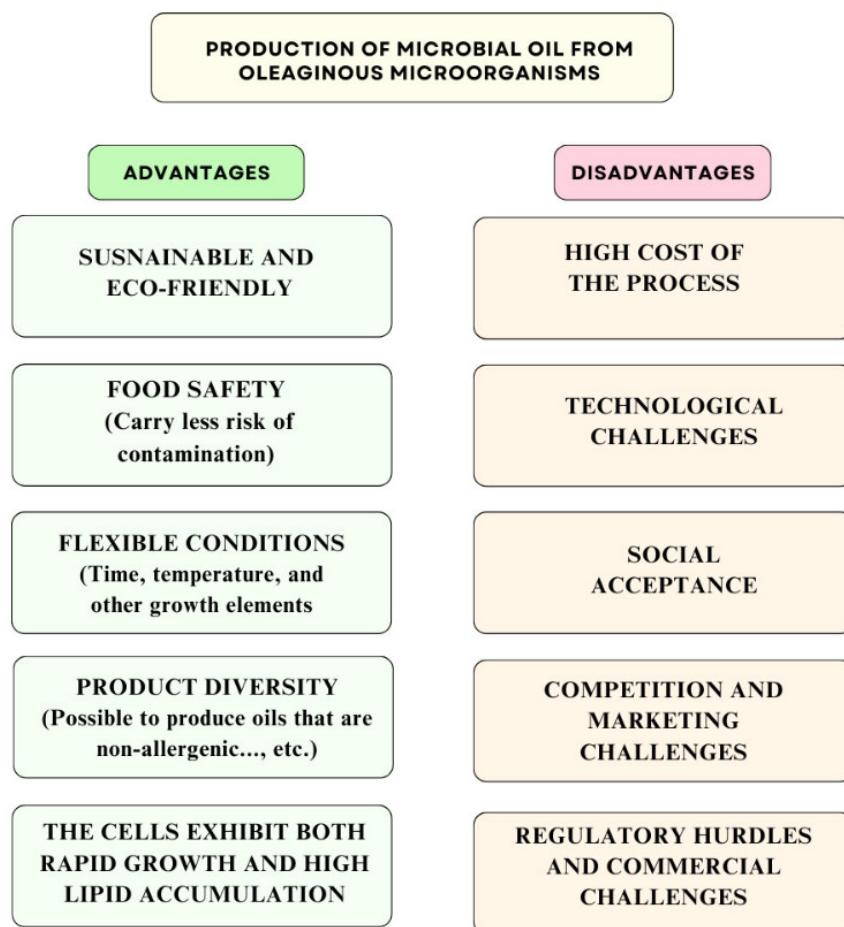 PRODUCTION OF MICROBIAL OIL FROM
OLEAGINOUS MICROORGANISMS
ADVANTAGES
SUSNAINABLE AND
ECO-FRIENDLY
FOOD SAFETY
(Carry less risk of
contamination)
FLEXIBLE CONDITIONS
(Time, temperature, and
other growth elements
PRODUCT DIVERSITY
(Possible to produce oils that are
non-allergenic..., etc.)
THE CELLS EXHIBIT BOTH
RAPID GROWTH AND HIGH
LIPID ACCUMULATION
DISADVANTAGES
HIGH COST OF
THE PROCESS
TECHNOLOGICAL
CHALLENGES
SOCIAL
ACCEPTANCE
COMPETITION AND
MARKETING
CHALLENGES
REGULATORY HURDLES
AND COMMERCIAL
CHALLENGES